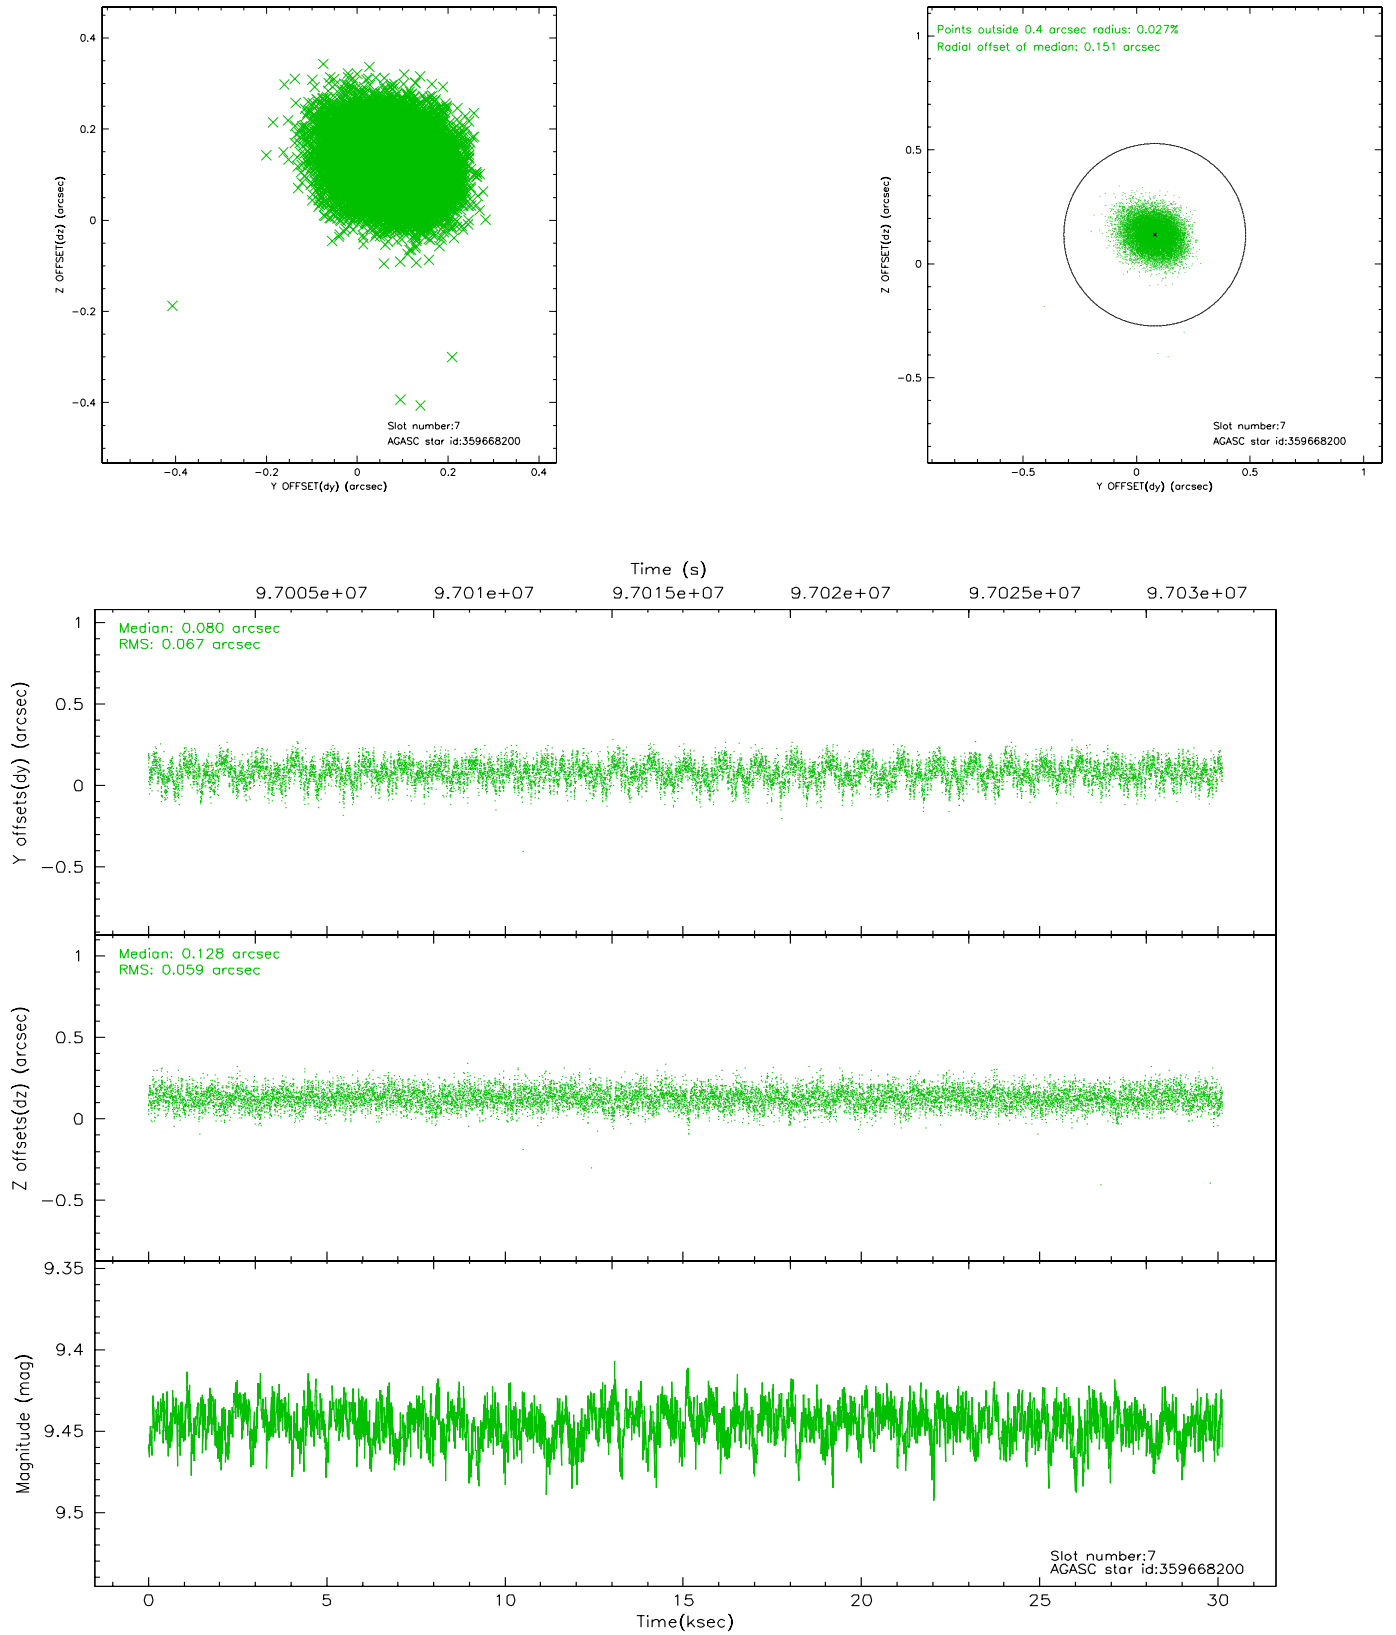 0.4
0.2
0
−0.2
−0.4
Z OFFSET(dz) (arcsec)
Slot number:7
AGASC star id:359668200
−0.4 −0.2 0 0.2 0.4
Y OFFSET(dy) (arcsec)
Points outside 0.4 arcsec radius: 0.027%
Radial offset of median: 0.151 arcsec
1
0.5
0
−0.5
Z OFFSET(dz) (arcsec)
Slot number:7
AGASC star id:359668200
−0.5 0 0.5 1
Y OFFSET(dy) (arcsec)
Time (s)
9.7005e+07 9.701e+07 9.7015e+07 9.702e+07 9.7025e+07 9.703e+07
Median: 0.080 arcsec
RMS: 0.067 arcsec
1
0.5
0
−0.5
Y offsets(dy) (arcsec)
Median: 0.128 arcsec
RMS: 0.059 arcsec
1
0.5
0
−0.5
Z offsets(dz) (arcsec)
9.35
9.4
9.45
9.5
Magnitude (mag)
Slot number:7
AGASC star id:359668200
0 5 10 15 20 25 30
Time(ksec)